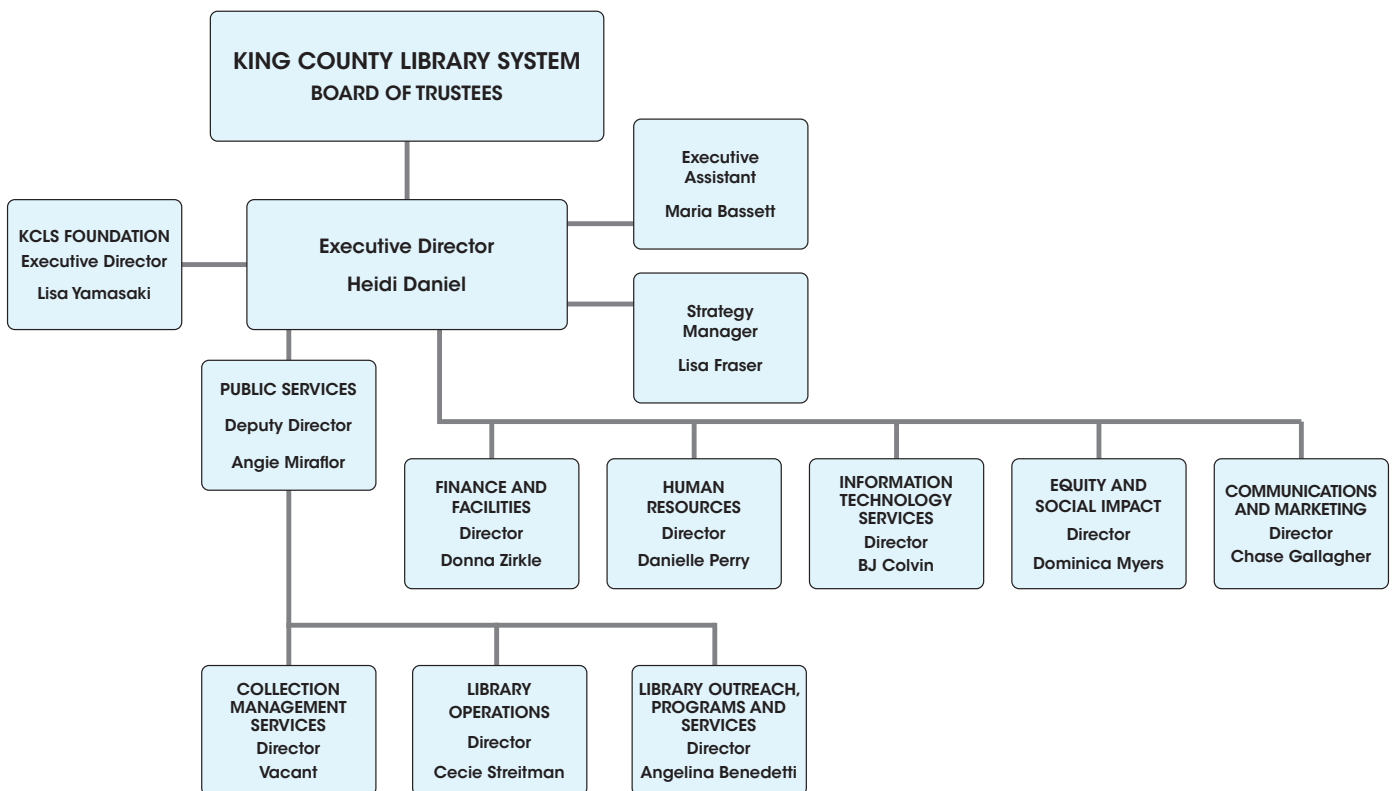 KING COUNTY LIBRARY SYSTEM
BOARD OF TRUSTEES
Executive
Assistant
Maria Bassett
KCLS FOUNDATION
Executive Director
Lisa Yamasaki
Executive Director
Heidi Daniel
Strategy
Manager
Lisa Fraser
PUBLIC SERVICES
Deputy Director
Angie Miraflor
FINANCE AND
FACILITIES
Director
Donna Zirkle
HUMAN
RESOURCES
Director
Danielle Perry
INFORMATION
TECHNOLOGY
SERVICES
Director
BJ Colvin
EQUITY AND
SOCIAL IMPACT
Director
Dominica Myers
COMMUNICATIONS
AND MARKETING
Director
Chase Gallagher
COLLECTION
MANAGEMENT
SERVICES
Director
Vacant
LIBRARY
OPERATIONS
Director
Cecie Streitman
LIBRARY OUTREACH,
PROGRAMS AND
SERVICES
Director
Angelina Benedetti